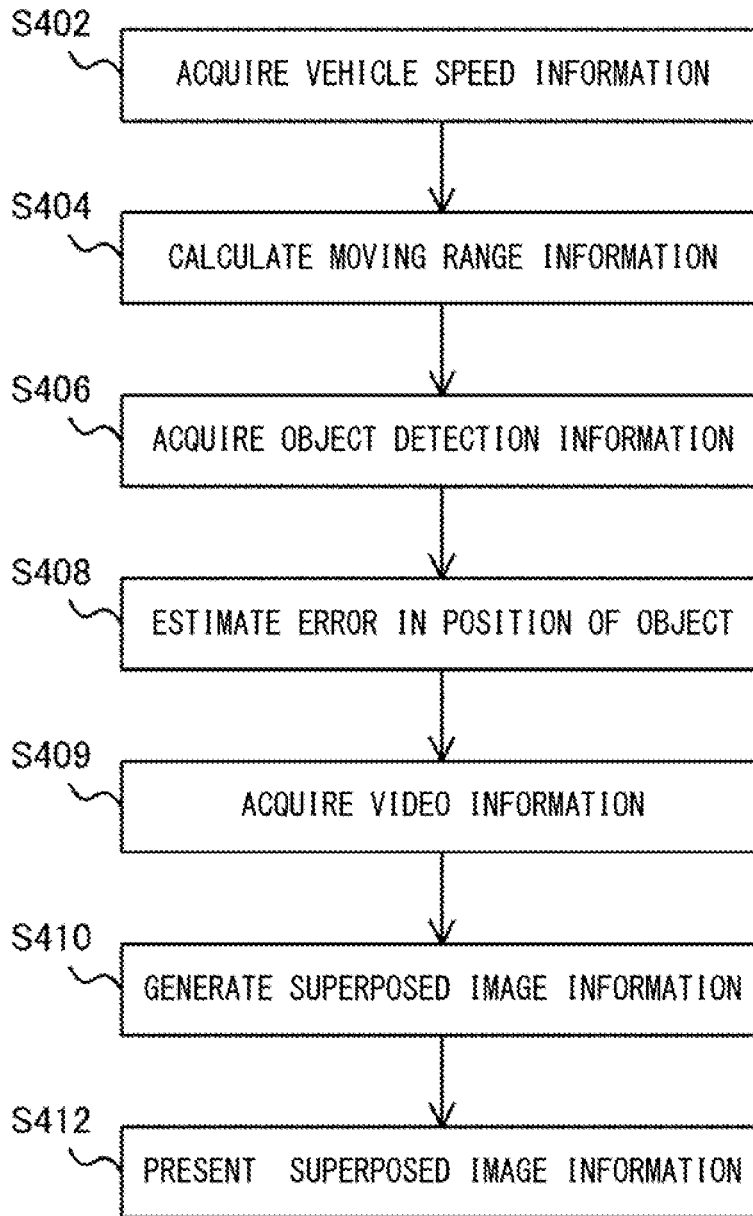 S402
ACQUIRE VEHICLE SPEED INFORMATION
S404
CALCULATE MOVING RANGE INFORMATION
S406
ACQUIRE OBJECT DETECTION INFORMATION
S408
ESTIMATE ERROR IN POSITION OF OBJECT
S409
ACQUIRE VIDEO INFORMATION
S410
GENERATE SUPERPOSED IMAGE INFORMATION
S412
PRESENT SUPERPOSED IMAGE INFORMATION